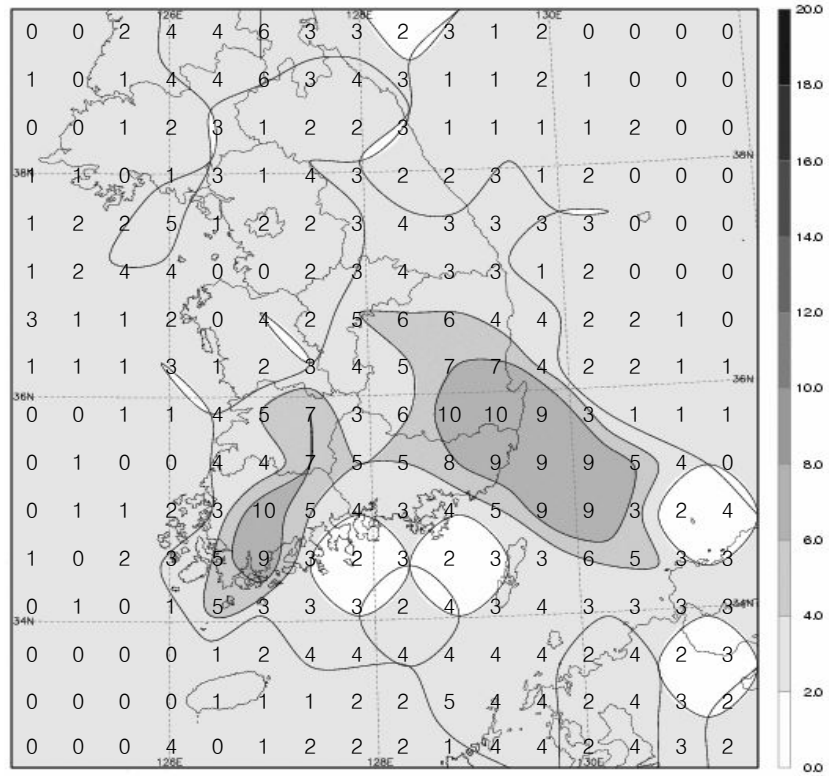 126E 128E 130E 20.0
0 0 2 4 4 6 3 3 2 3 1 2 0 0 0 0
1 0 1 4 4 6 3 4 3 1 1 2 1 0 0 0 18.0
0 0 1 2 3 1 2 2 3 1 1 1 1 2 0 0
38N 38N 16.0
1 1 0 1 3 1 4 3 2 2 3 1 2 0 0 0
1 2 2 5 1 2 2 3 4 3 3 3 3 0 0 0 14.0
1 2 4 4 0 0 2 3 4 3 3 1 2 0 0 0
3 1 1 2 0 4 2 5 6 6 4 4 2 2 1 0 12.0
1 1 1 3 1 2 3 4 5 7 7 4 2 2 1 1
36N 36N 10.0
0 0 1 1 4 5 7 3 6 10 10 9 3 1 1 1
0 1 0 0 4 4 7 5 5 8 9 9 9 5 4 0 8.0
0 1 1 2 3 10 5 4 3 4 5 9 9 3 2 4
6.0
1 0 2 3 5 9 3 2 3 2 3 3 6 5 3 3
0 1 0 1 5 3 3 3 2 4 3 4 3 3 3 3 4.0
34N 34N
0 0 0 0 1 2 4 4 4 4 4 4 2 4 2 3
0 0 0 0 1 1 1 2 2 5 4 4 2 4 3 2 2.0
0 0 0 4 0 1 2 2 2 1 4 4 2 4 3 2
126E 128E 130E 0.0